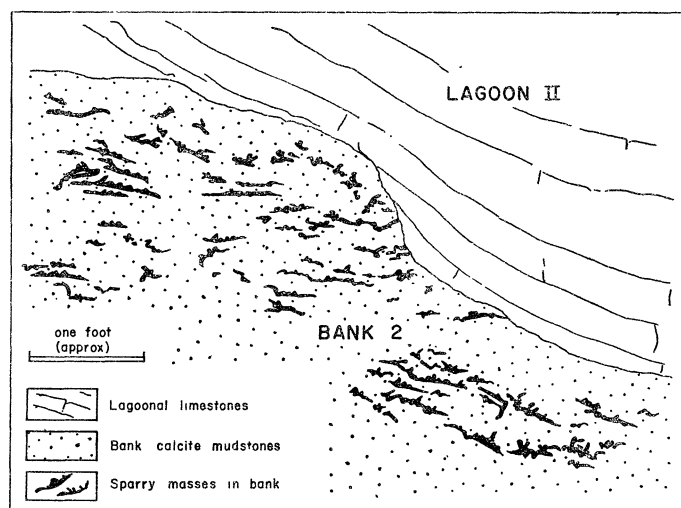 LAGOON II
BANK 2
one foot
(approx)
Lagoonal limestones
Bank calcite mudstones
Sparry masses in bank